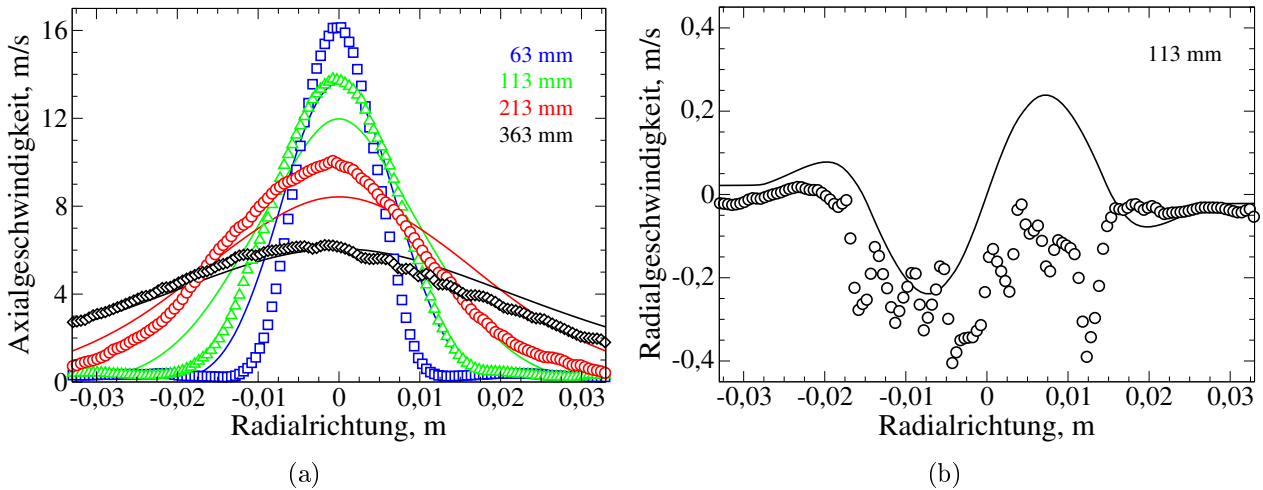 Axialgeschwindigkeit, m/s
16
12
8
4
0
63 mm
113 mm
213 mm
363 mm
-0,03 -0,02 -0,01 0 0,01 0,02 0,03
Radialrichtung, m
(a)
Radialgeschwindigkeit, m/s
0,4
0,2
0
-0,2
-0,4
113 mm
-0,03 -0,02 -0,01 0 0,01 0,02 0,03
Radialrichtung, m
(b)